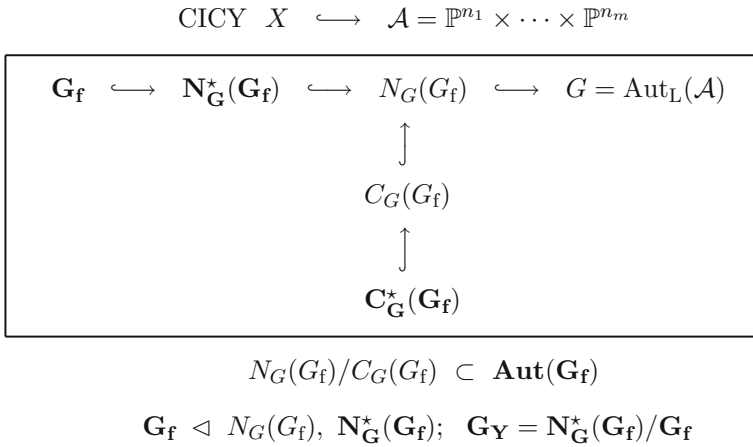 CICY X ↪ 𝒜 = ℙ^{n_1} × ⋯ × ℙ^{n_m}
𝐆_𝐟 ↪ 𝐍^⋆_𝐆(𝐆_𝐟) ↪ N_G(G_f) ↪ G = Aut_L(𝒜)
C_G(G_f)
𝐂^⋆_𝐆(𝐆_𝐟)
N_G(G_f)/C_G(G_f) ⊂ 𝐀𝐮𝐭(𝐆_𝐟)
𝐆_𝐟 ⊲ N_G(G_f), 𝐍^⋆_𝐆(𝐆_𝐟); 𝐆_𝐘 = 𝐍^⋆_𝐆(𝐆_𝐟)/𝐆_𝐟